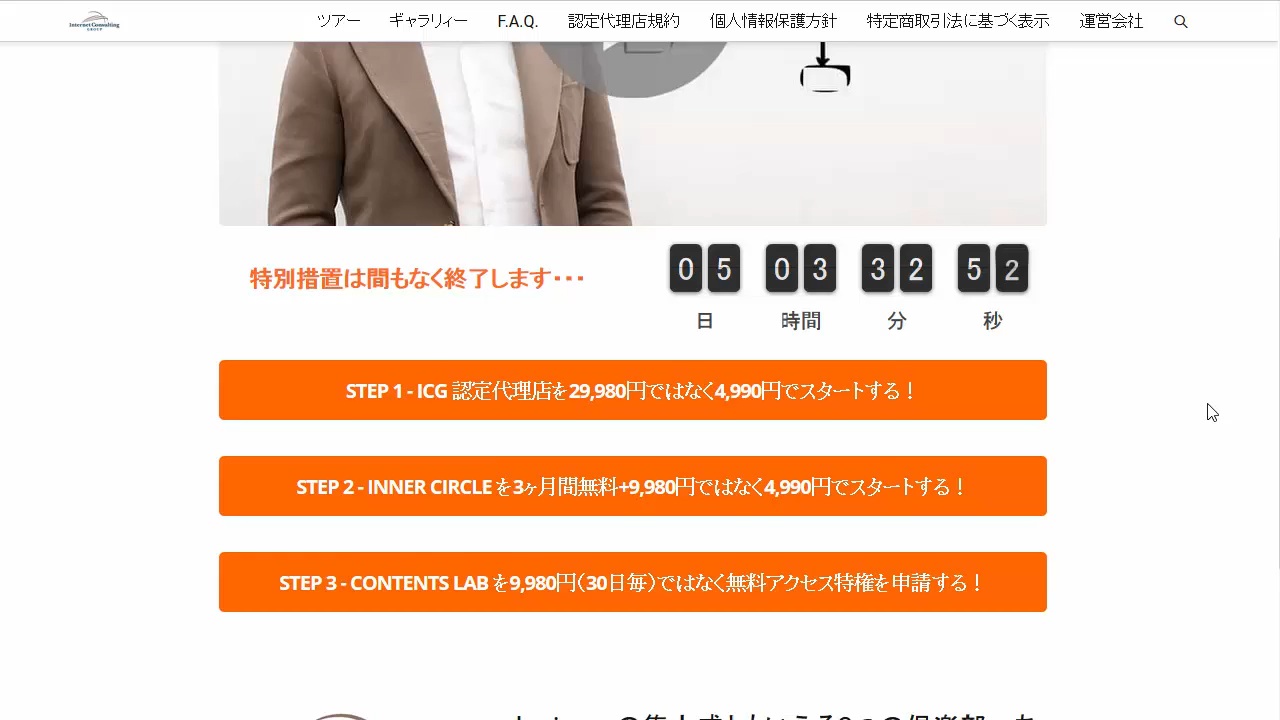 Internet Consulting
GROUP
ツアー ギャラリィー F.A.Q. 認定代理店規約 個人情報保護方針 特定商取引法に基づく表示 運営会社
特別措置は間もなく終了します・・・
05 03 32 52
日 時間 分 秒
STEP 1 - ICG 認定代理店を29,980円ではなく4,990円でスタートする！
STEP 2 - INNER CIRCLE を3ヶ月間無料+9,980円ではなく4,990円でスタートする！
STEP 3 - CONTENTS LAB を9,980円（30日毎）ではなく無料アクセス特権を申請する！